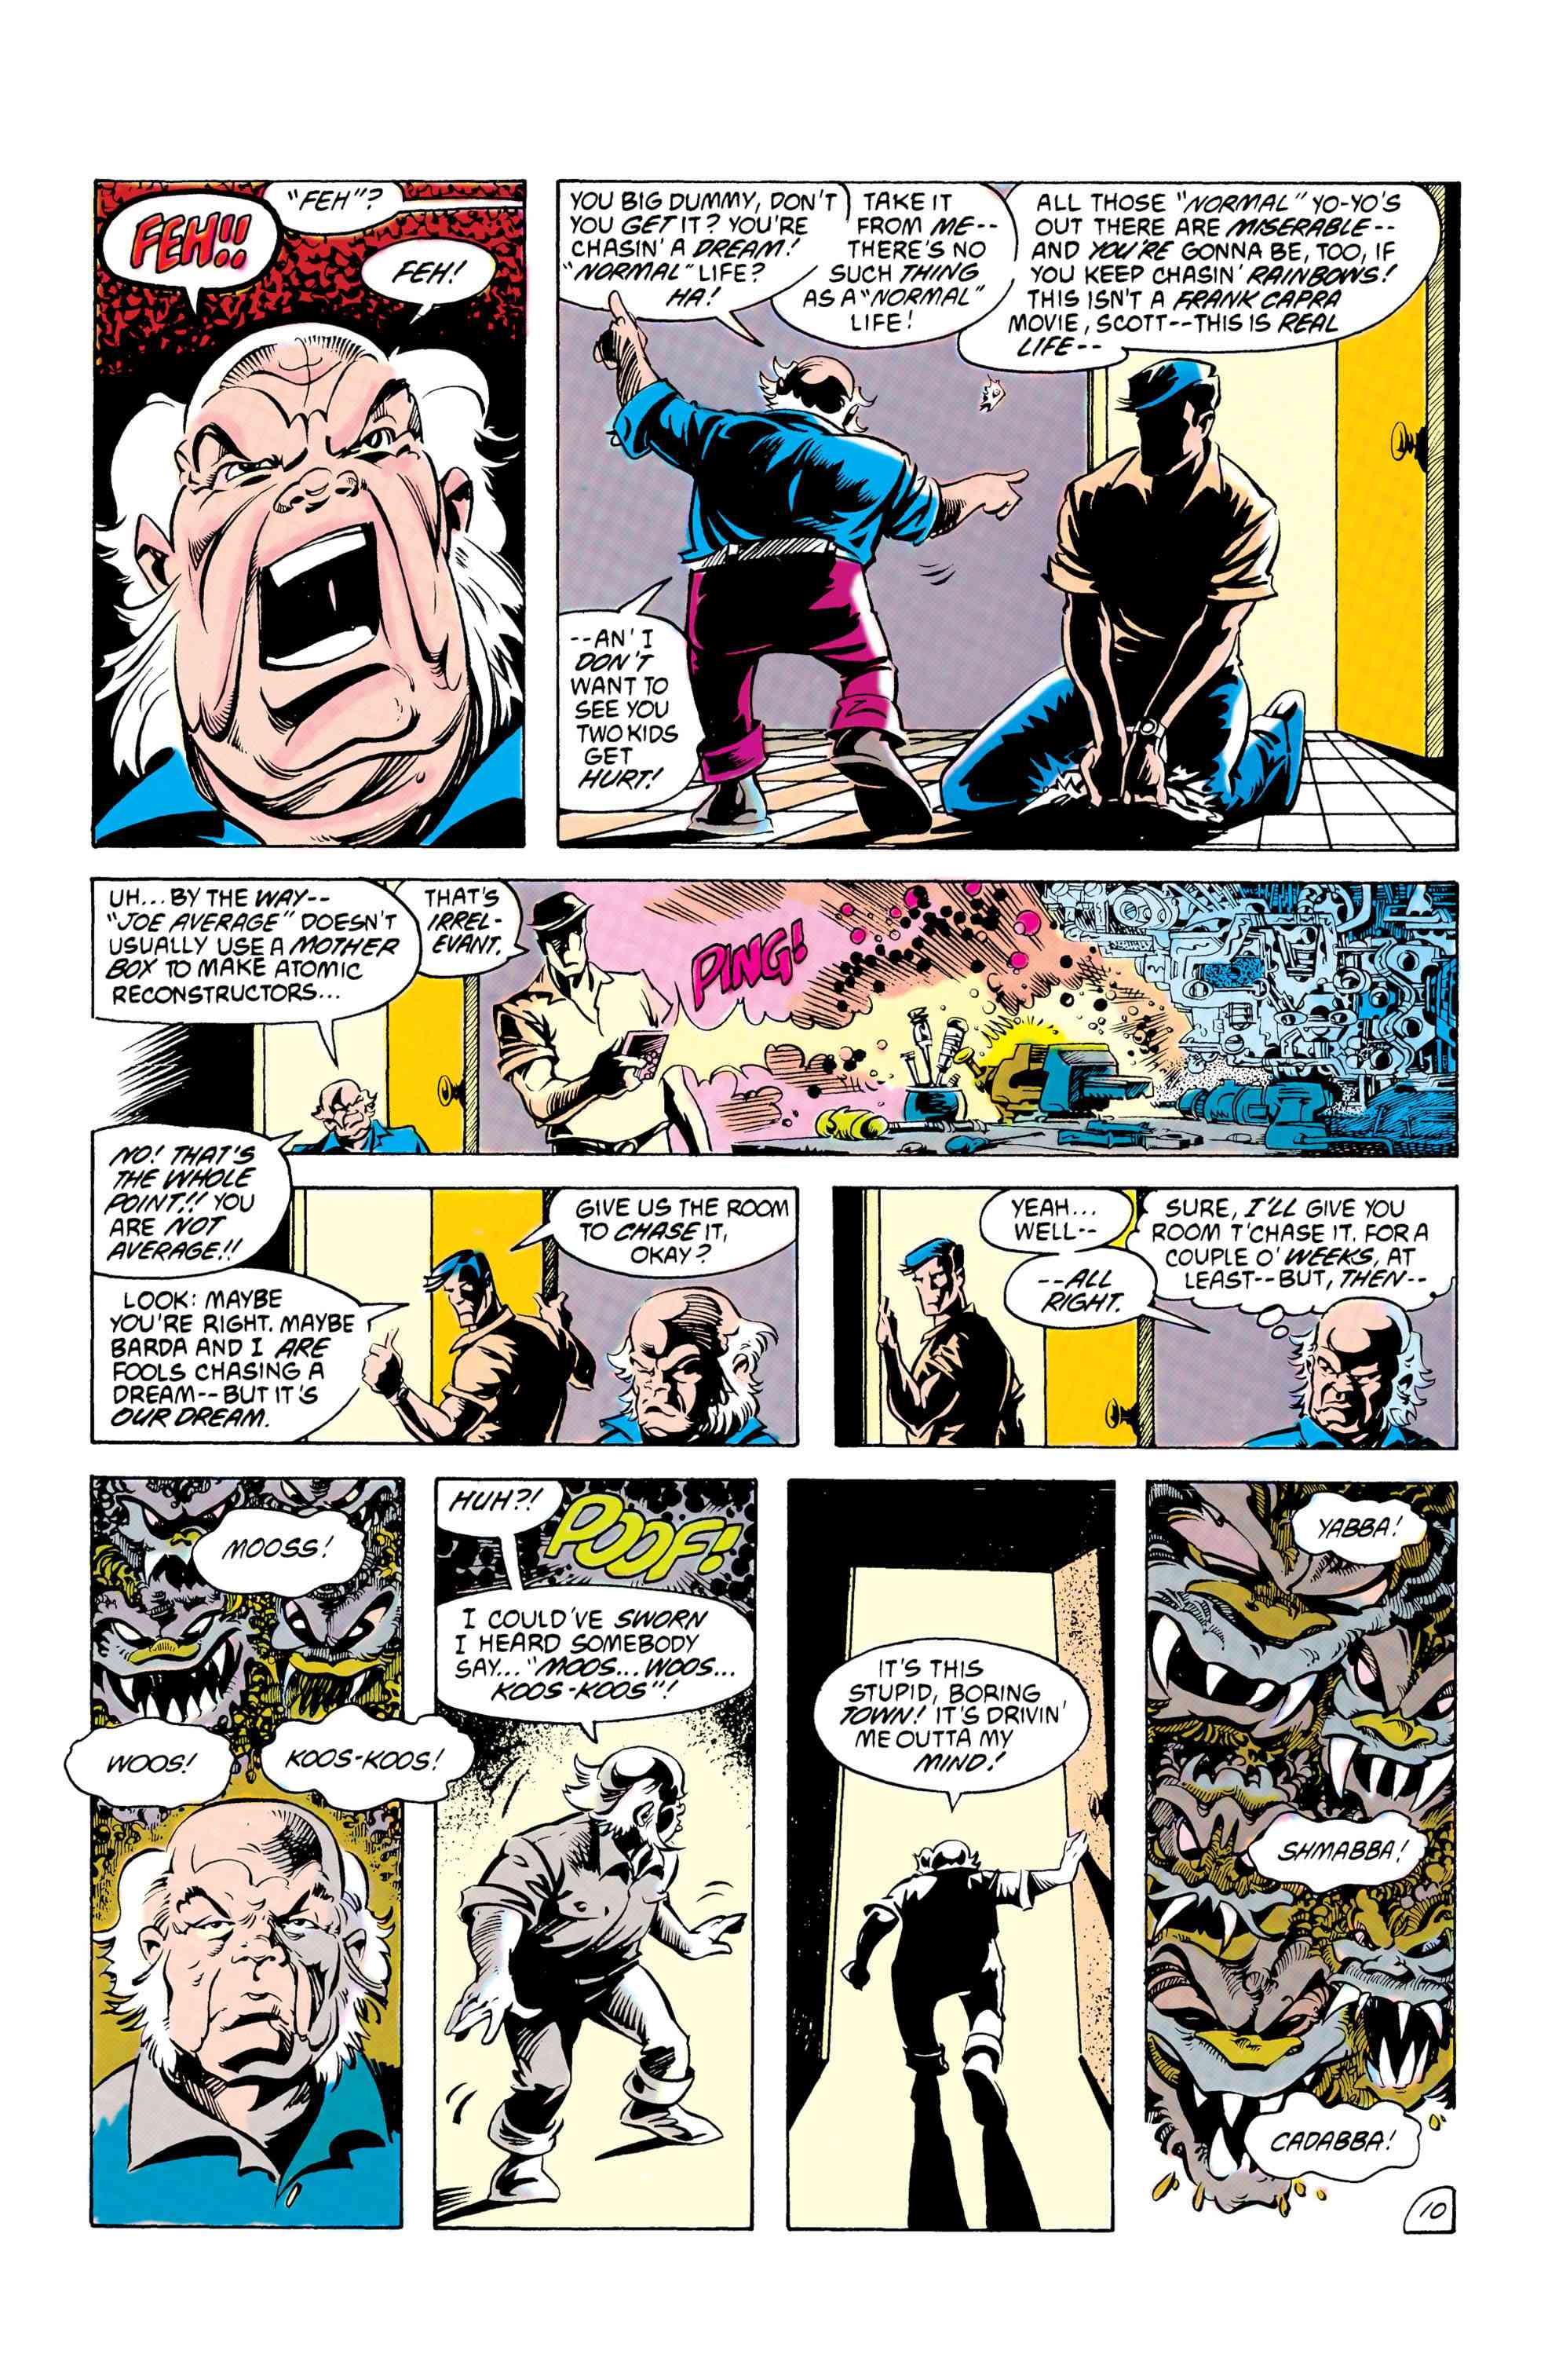 FEH!!
"FEH"?
FEH!
YOU BIG DUMMY, DON'T
YOU GET IT? YOU'RE
CHASIN' A DREAM!
"NORMAL" LIFE?
HA!
TAKE IT
FROM ME--
THERE'S NO
SUCH THING
AS A "NORMAL"
LIFE!
ALL THOSE "NORMAL" YO-YO'S
OUT THERE ARE MISERABLE--
AND YOU'RE GONNA BE, TOO, IF
YOU KEEP CHASIN' RAINBOWS!
THIS ISN'T A FRANK CAPRA
MOVIE, SCOTT--THIS IS REAL
LIFE--
--AN' I
DON'T
WANT TO
SEE YOU
TWO KIDS
GET
HURT!
UH... BY THE WAY--
"JOE AVERAGE" DOESN'T
USUALLY USE A MOTHER
BOX TO MAKE ATOMIC
RECONSTRUCTORS...
THAT'S
IRREL-
EVANT.
PING!
NO! THAT'S
THE WHOLE
POINT!! YOU
ARE NOT
AVERAGE!!
LOOK: MAYBE
YOU'RE RIGHT. MAYBE
BARDA AND I ARE
FOOLS CHASING A
DREAM--BUT IT'S
OUR DREAM.
GIVE US THE ROOM
TO CHASE IT,
OKAY?
YEAH...
WELL--
--ALL
RIGHT.
SURE, I'LL GIVE YOU
ROOM T'CHASE IT. FOR A
COUPLE O' WEEKS, AT
LEAST--BUT, THEN--
MOOSS!
WOOS!
KOOS-KOOS!
HUH?!
POOF!
I COULD'VE SWORN
I HEARD SOMEBODY
SAY... "MOOS... WOOS...
KOOS-KOOS"!
IT'S THIS
STUPID, BORING
TOWN! IT'S DRIVIN'
ME OUTTA MY
MIND!
YABBA!
SHMABBA!
CADABBA!
10